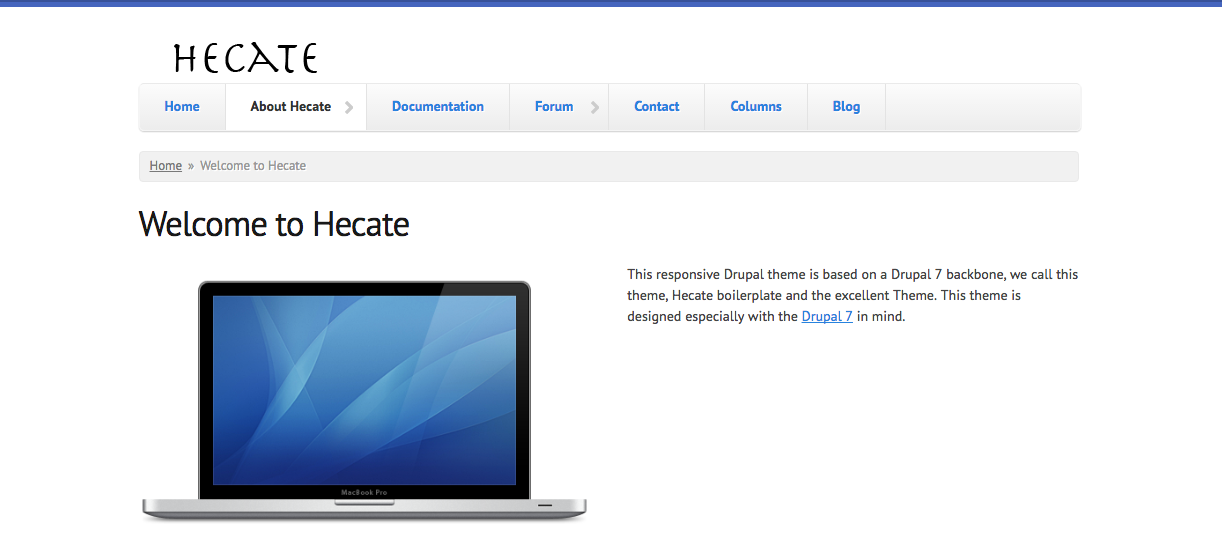 HECATE
Home About Hecate Documentation Forum Contact Columns Blog
Home » Welcome to Hecate
Welcome to Hecate
This responsive Drupal theme is based on a Drupal 7 backbone, we call this
theme, Hecate boilerplate and the excellent Theme. This theme is
designed especially with the Drupal 7 in mind.
MacBook Pro